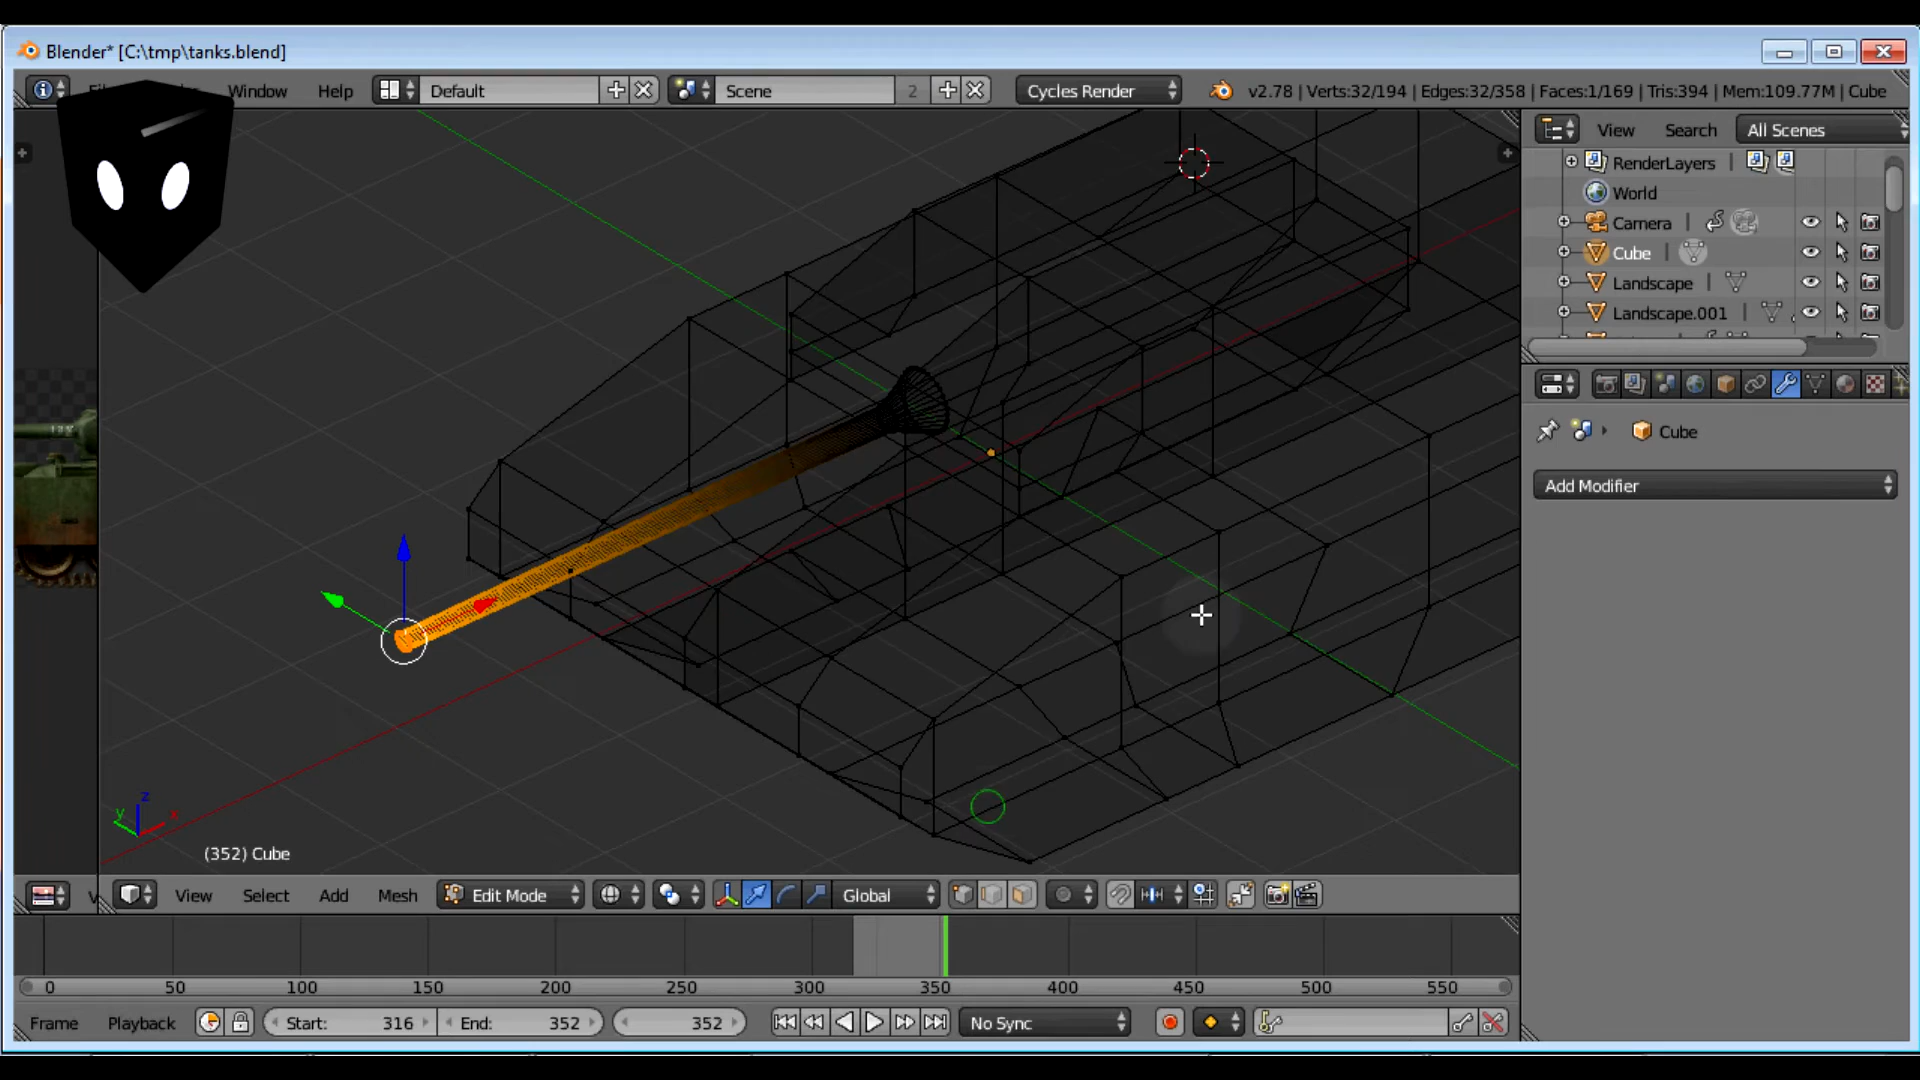 Blender* [C:\tmp\tanks.blend]
Window Help Default Scene 2 Cycles Render v2.78 | Verts:32/194 | Edges:32/358 | Faces:1/169 | Tris:394 | Mem:109.77M | Cube
View Search All Scenes
RenderLayers
World
Camera
Cube
Landscape
Landscape.001
Cube
Add Modifier
z
y x
(352) Cube
View Select Add Mesh Edit Mode Global
0 50 100 150 200 250 300 350 400 450 500 550
Frame Playback Start: 316 End: 352 352 No Sync